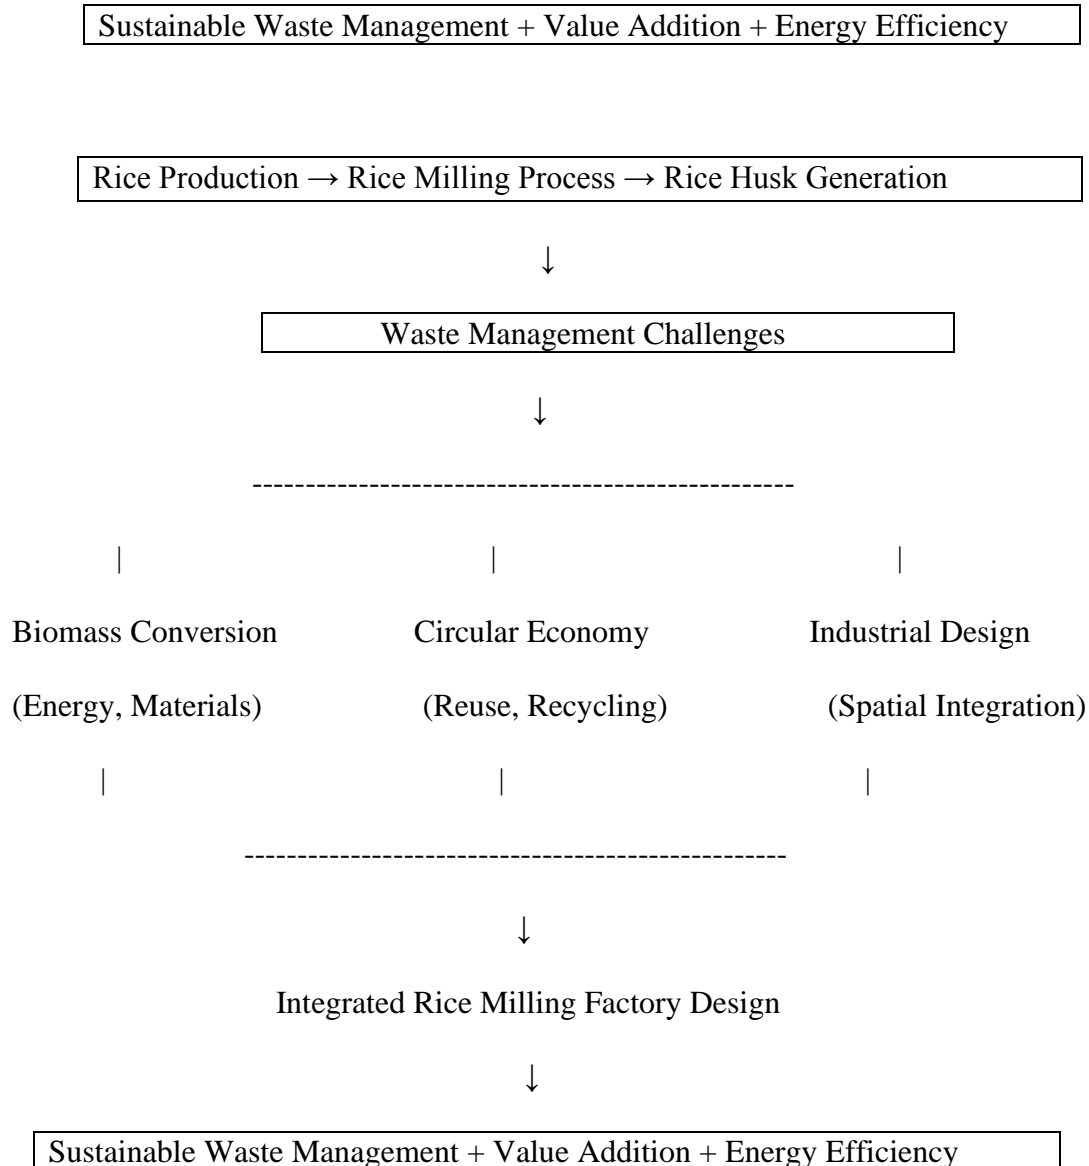 Sustainable Waste Management + Value Addition + Energy Efficiency
Rice Production → Rice Milling Process → Rice Husk Generation
↓
Waste Management Challenges
↓
---------------------------------------------------
| | |
Biomass Conversion Circular Economy Industrial Design
(Energy, Materials) (Reuse, Recycling) (Spatial Integration)
| | |
---------------------------------------------------
↓
Integrated Rice Milling Factory Design
↓
Sustainable Waste Management + Value Addition + Energy Efficiency